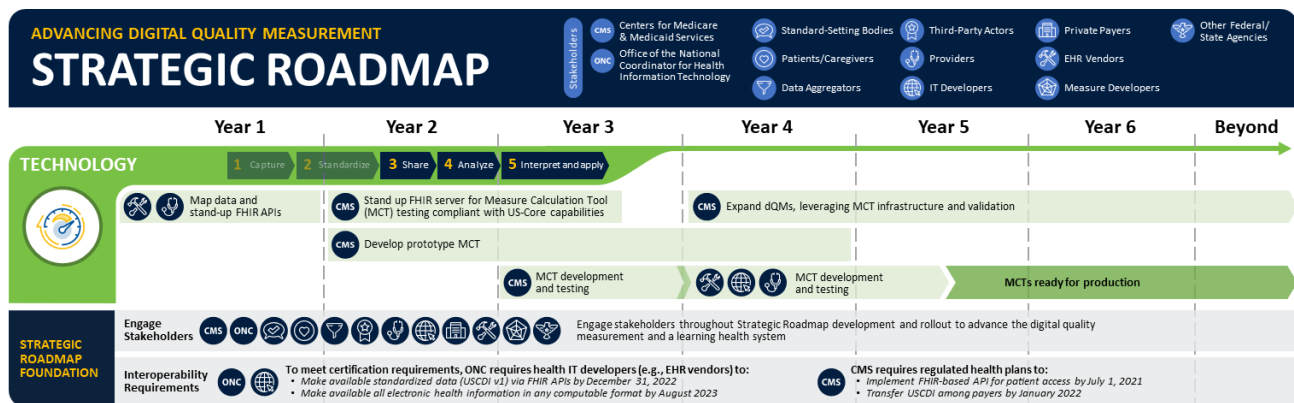 ADVANCING DIGITAL QUALITY MEASUREMENT
STRATEGIC ROADMAP
Stakeholders
CMS
Centers for Medicare
& Medicaid Services
ONC
Office of the National
Coordinator for Health
Information Technology
Standard-Setting Bodies
Patients/Caregivers
Data Aggregators
Third-Party Actors
Providers
IT Developers
Private Payers
EHR Vendors
Measure Developers
Other Federal/
State Agencies
Year 1
Year 2
Year 3
Year 4
Year 5
Year 6
Beyond
TECHNOLOGY
1 Capture
2 Standardize
3 Share
4 Analyze
5 Interpret and apply
Map data and
stand-up FHIR APIs
CMS
Stand up FHIR server for Measure Calculation Tool
(MCT) testing compliant with US-Core capabilities
CMS
Expand dQMs, leveraging MCT infrastructure and validation
CMS
Develop prototype MCT
CMS
MCT development
and testing
MCT development
and testing
MCTs ready for production
STRATEGIC
ROADMAP
FOUNDATION
Engage
Stakeholders
CMS
ONC
Engage stakeholders throughout Strategic Roadmap development and rollout to advance the digital quality
measurement and a learning health system
Interoperability
Requirements
ONC
To meet certification requirements, ONC requires health IT developers (e.g., EHR vendors) to:
• Make available standardized data (USCDI v1) via FHIR APIs by December 31, 2022
• Make available all electronic health information in any computable format by August 2023
CMS
CMS requires regulated health plans to:
• Implement FHIR-based API for patient access by July 1, 2021
• Transfer USCDI among payers by January 2022